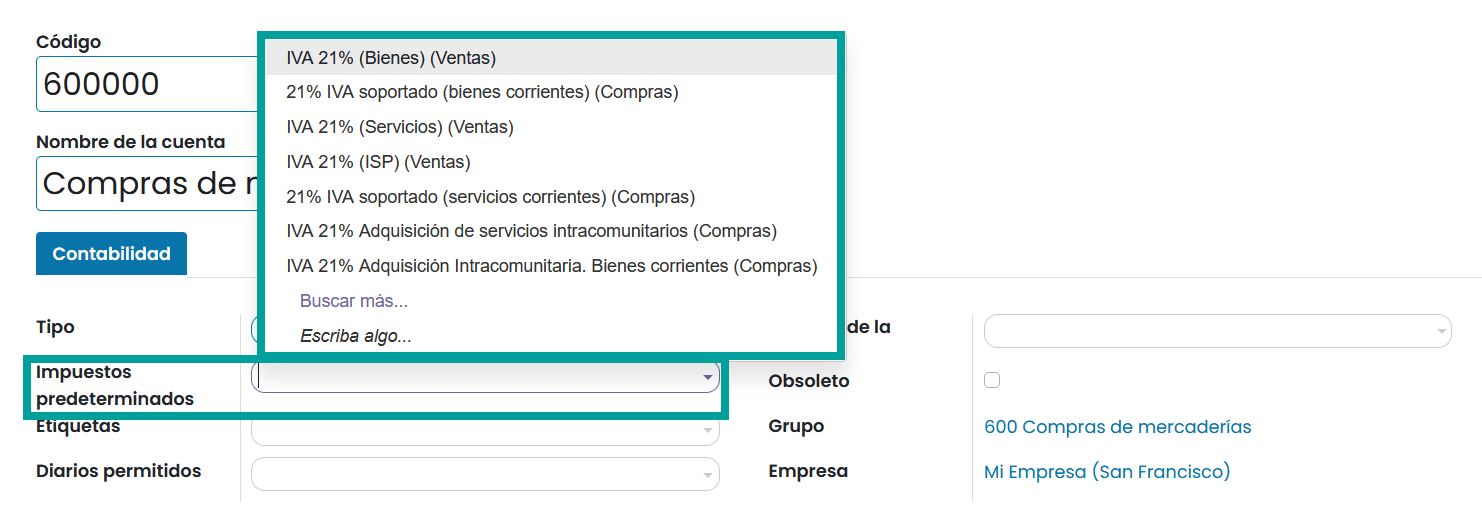 Código
600000
Nombre de la cuenta
Compras de
IVA 21% (Bienes) (Ventas)
21% IVA soportado (bienes corrientes) (Compras)
IVA 21% (Servicios) (Ventas)
IVA 21% (ISP) (Ventas)
21% IVA soportado (servicios corrientes) (Compras)
IVA 21% Adquisición de servicios intracomunitarios (Compras)
IVA 21% Adquisición Intracomunitaria. Bienes corrientes (Compras)
Buscar más...
Escriba algo...
Contabilidad
Tipo
Impuestos
predeterminados
Etiquetas
Diarios permitidos
de la
Obsoleto
Grupo
600 Compras de mercaderías
Empresa
Mi Empresa (San Francisco)